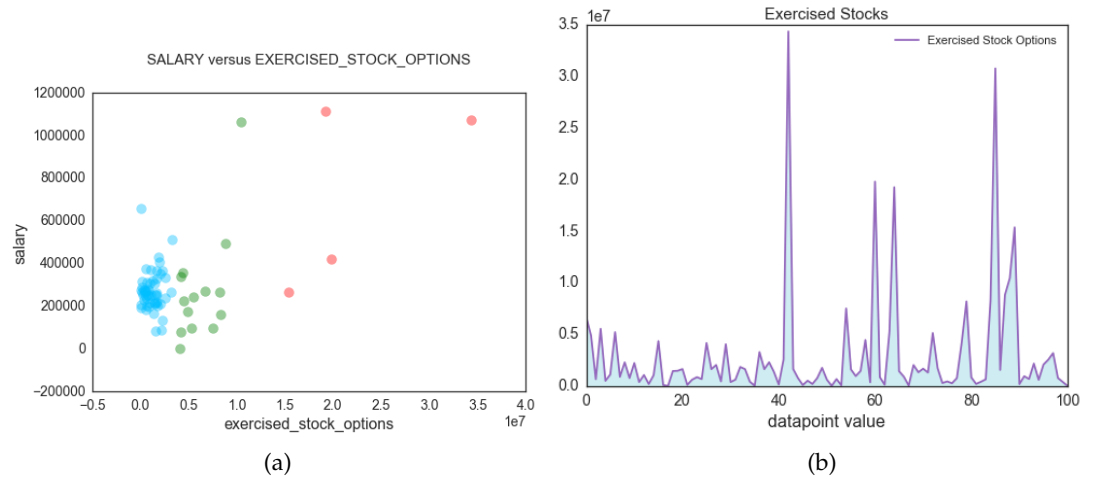 SALARY versus EXERCISED_STOCK_OPTIONS
1200000
1000000
800000
600000
400000
200000
0
−200000
salary
−0.5 0.0 0.5 1.0 1.5 2.0 2.5 3.0 3.5 4.0
1e7
exercised_stock_options
(a)
Exercised Stocks
1e7
3.5
3.0
2.5
2.0
1.5
1.0
0.5
0.0
Exercised Stock Options
0 20 40 60 80 100
datapoint value
(b)